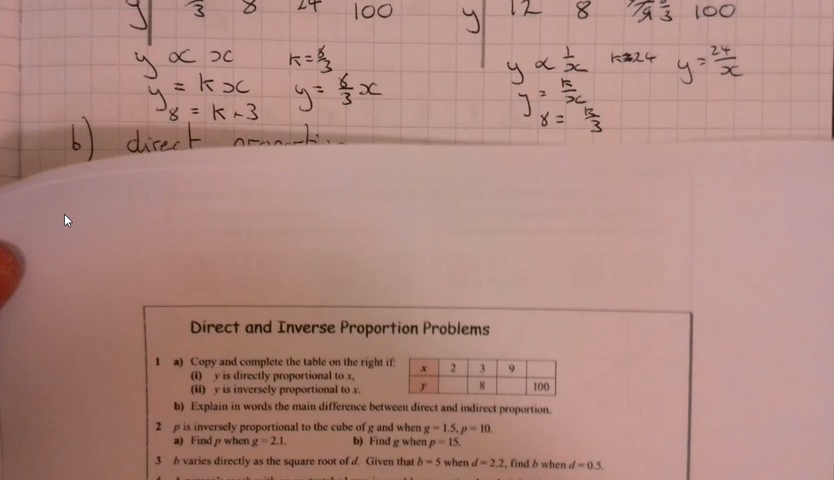 y 3 8 24 100
y 12 8 100
y ∝ x k=8/3
y = kx y = 8/3 x
8 = k × 3
y ∝ 1/x k=24 y = 24/x
y = k/x
8 = k/3
b) direct
Direct and Inverse Proportion Problems
1 a) Copy and complete the table on the right if:
(i) y is directly proportional to x,
(ii) y is inversely proportional to x.
x 2 3 9
y 8 100
b) Explain in words the main difference between direct and indirect proportion.
2 p is inversely proportional to the cube of g and when g = 1.5, p = 10.
a) Find p when g = 2.1. b) Find g when p = 15.
3 b varies directly as the square root of d. Given that b = 5 when d = 2.2, find b when d = 0.5.